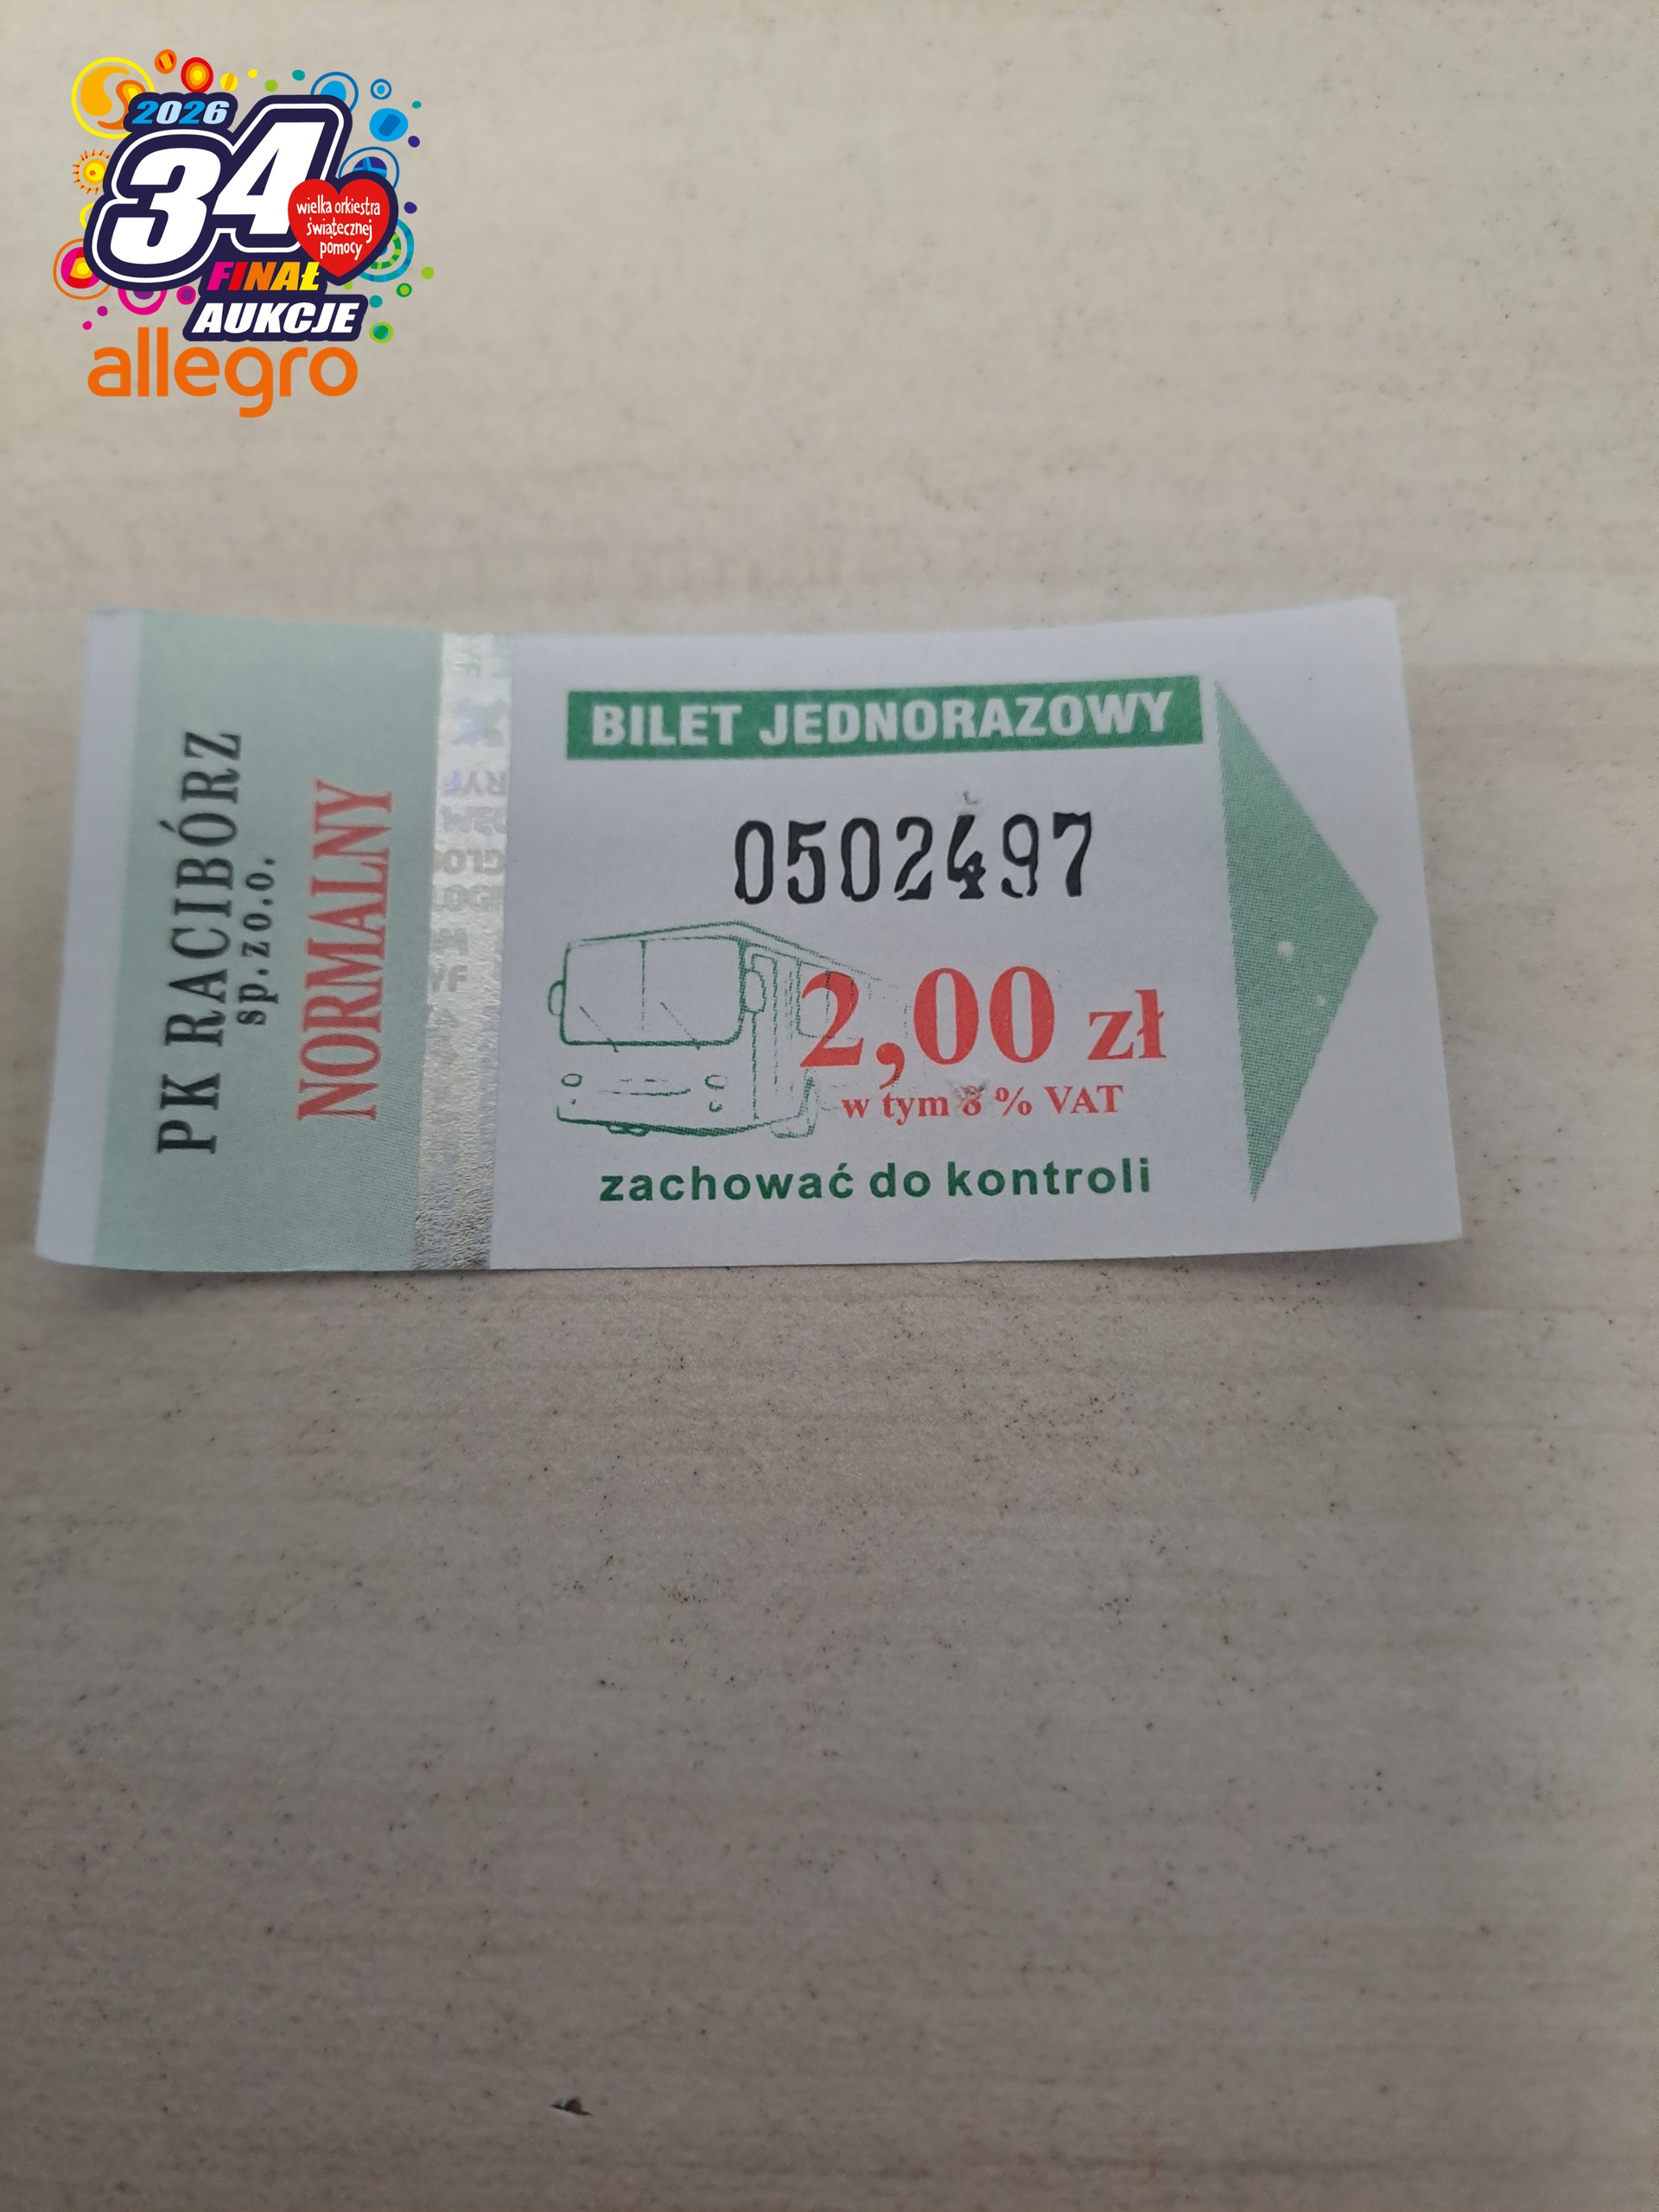 2026
34
wielka orkiestra
świątecznej
pomocy
FINAŁ
AUKCJE
allegro
PK RACIBÓRZ
sp.zo.o.
NORMALNY
BILET JEDNORAZOWY
0502497
2,00 zł
w tym 8 % VAT
zachować do kontroli